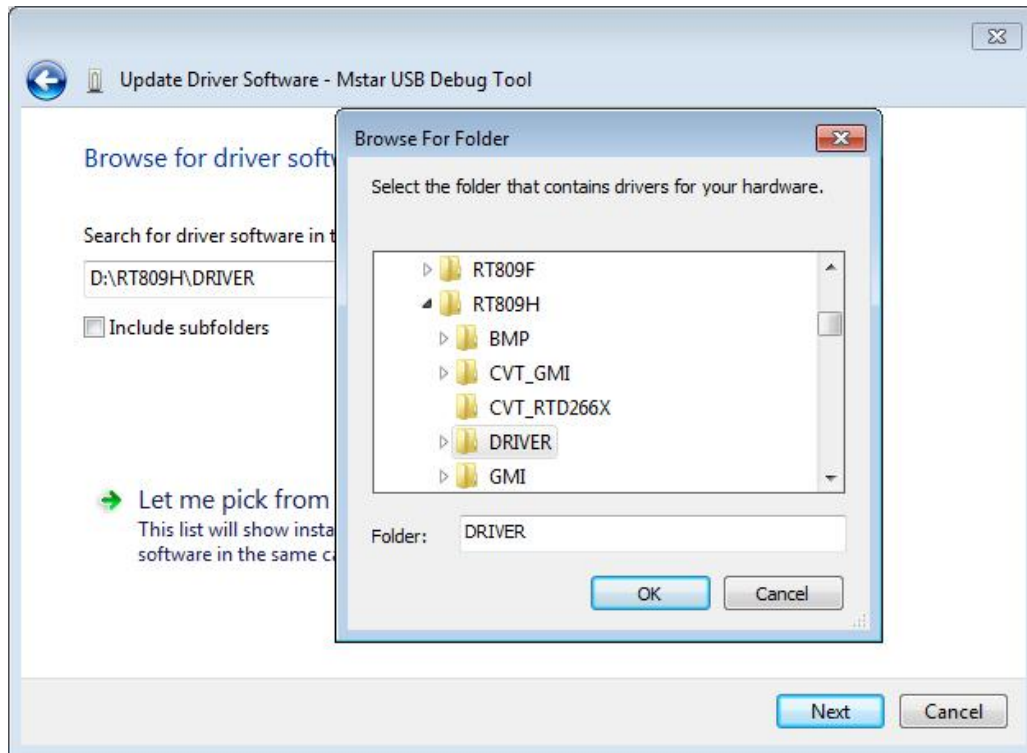 Update Driver Software - Mstar USB Debug Tool
Browse for driver softw
Search for driver software in t
D:\RT809H\DRIVER
Include subfolders
Let me pick from
This list will show insta
software in the same ca
Browse For Folder
Select the folder that contains drivers for your hardware.
RT809F
RT809H
BMP
CVT_GMI
CVT_RTD266X
DRIVER
GMI
Folder: DRIVER
OK Cancel
Next Cancel